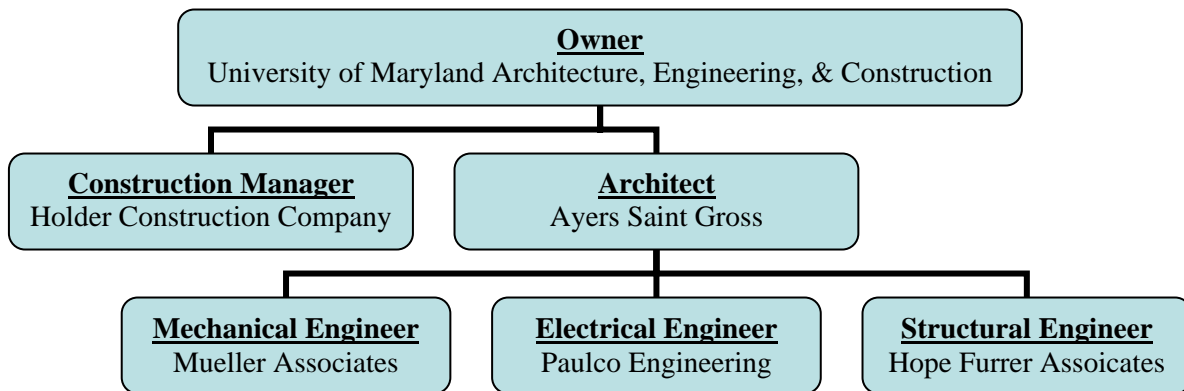 Owner
University of Maryland Architecture, Engineering, & Construction
Construction Manager
Holder Construction Company
Architect
Ayers Saint Gross
Mechanical Engineer
Mueller Associates
Electrical Engineer
Paulco Engineering
Structural Engineer
Hope Furrer Assoicates